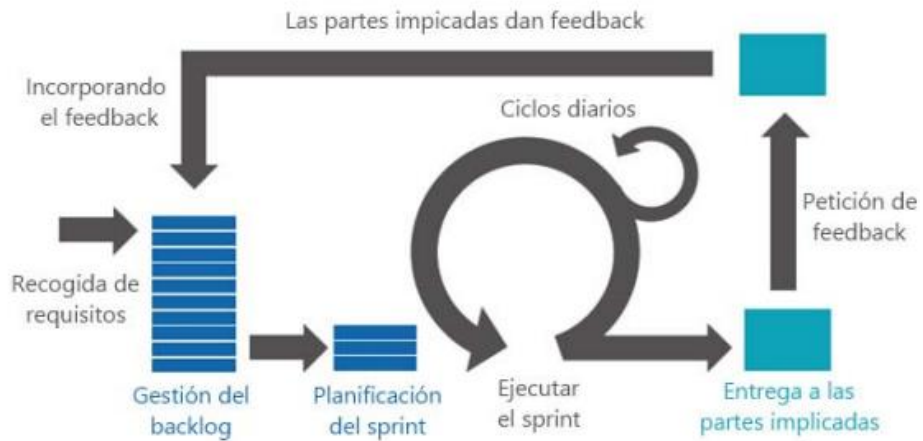 Las partes impicadas dan feedback
Incorporando
el feedback
Ciclos diarios
Petición de
feedback
Recogida de
requisitos
Gestión del
backlog
Planificación
del sprint
Ejecutar
el sprint
Entrega a las
partes implicadas